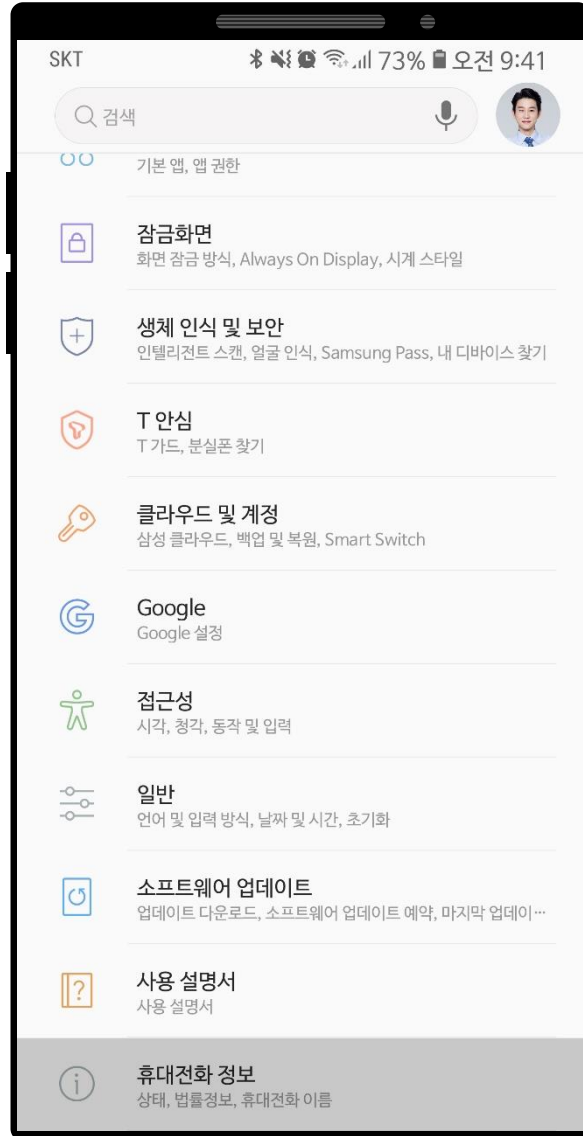 SKT 73% 오전 9:41
검색
기본 앱, 앱 권한
잠금화면
화면 잠금 방식, Always On Display, 시계 스타일
생체 인식 및 보안
인텔리전트 스캔, 얼굴 인식, Samsung Pass, 내 디바이스 찾기
T 안심
T 가드, 분실폰 찾기
클라우드 및 계정
삼성 클라우드, 백업 및 복원, Smart Switch
Google
Google 설정
접근성
시각, 청각, 동작 및 입력
일반
언어 및 입력 방식, 날짜 및 시간, 초기화
소프트웨어 업데이트
업데이트 다운로드, 소프트웨어 업데이트 예약, 마지막 업데이…
사용 설명서
사용 설명서
휴대전화 정보
상태, 법률정보, 휴대전화 이름